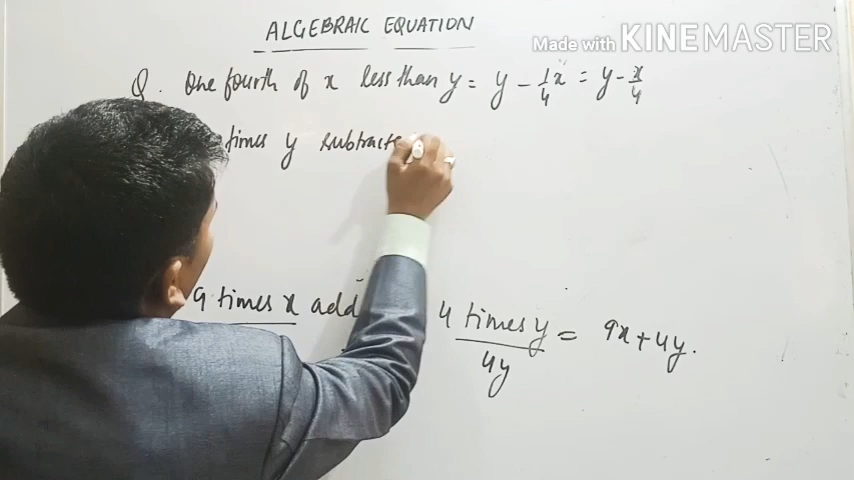 ALGEBRAIC EQUATION
Made with KINEMASTER
Q. One fourth of x less than y = y - 1/4 x = y - x/4
times y subtracte
9 times x add 4 times y = 9x + 4y.
4y